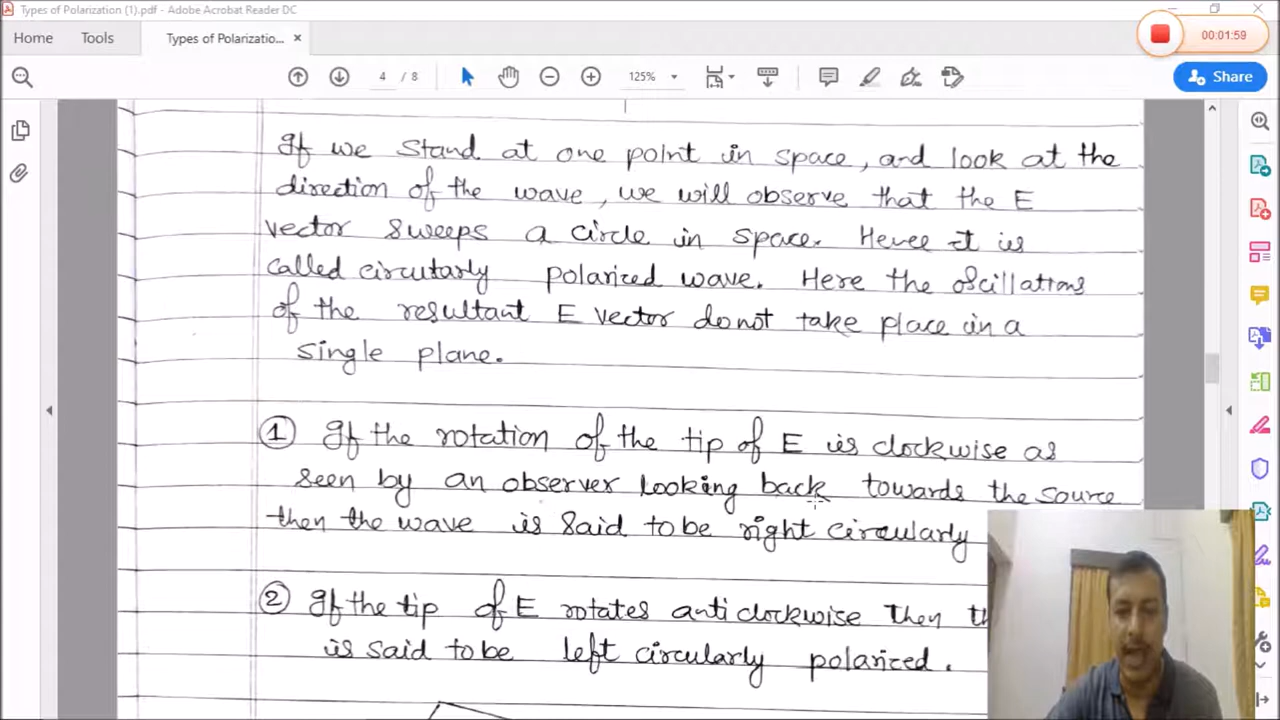 Types of Polarization (1).pdf - Adobe Acrobat Reader DC
00:01:59
Home Tools Types of Polarizatio... ×
4 / 8 125% Share
If we stand at one point in space, and look at the
direction of the wave, we will observe that the E
vector sweeps a circle in space. Hence it is
called circularly polarized wave. Here the oscillations
of the resultant E vector do not take place in a
single plane.
① If the rotation of the tip of E is clockwise as
seen by an observer looking back towards the source
then the wave is said to be right circularly
② If the tip of E rotates anticlockwise then th
is said to be left circularly polarized.